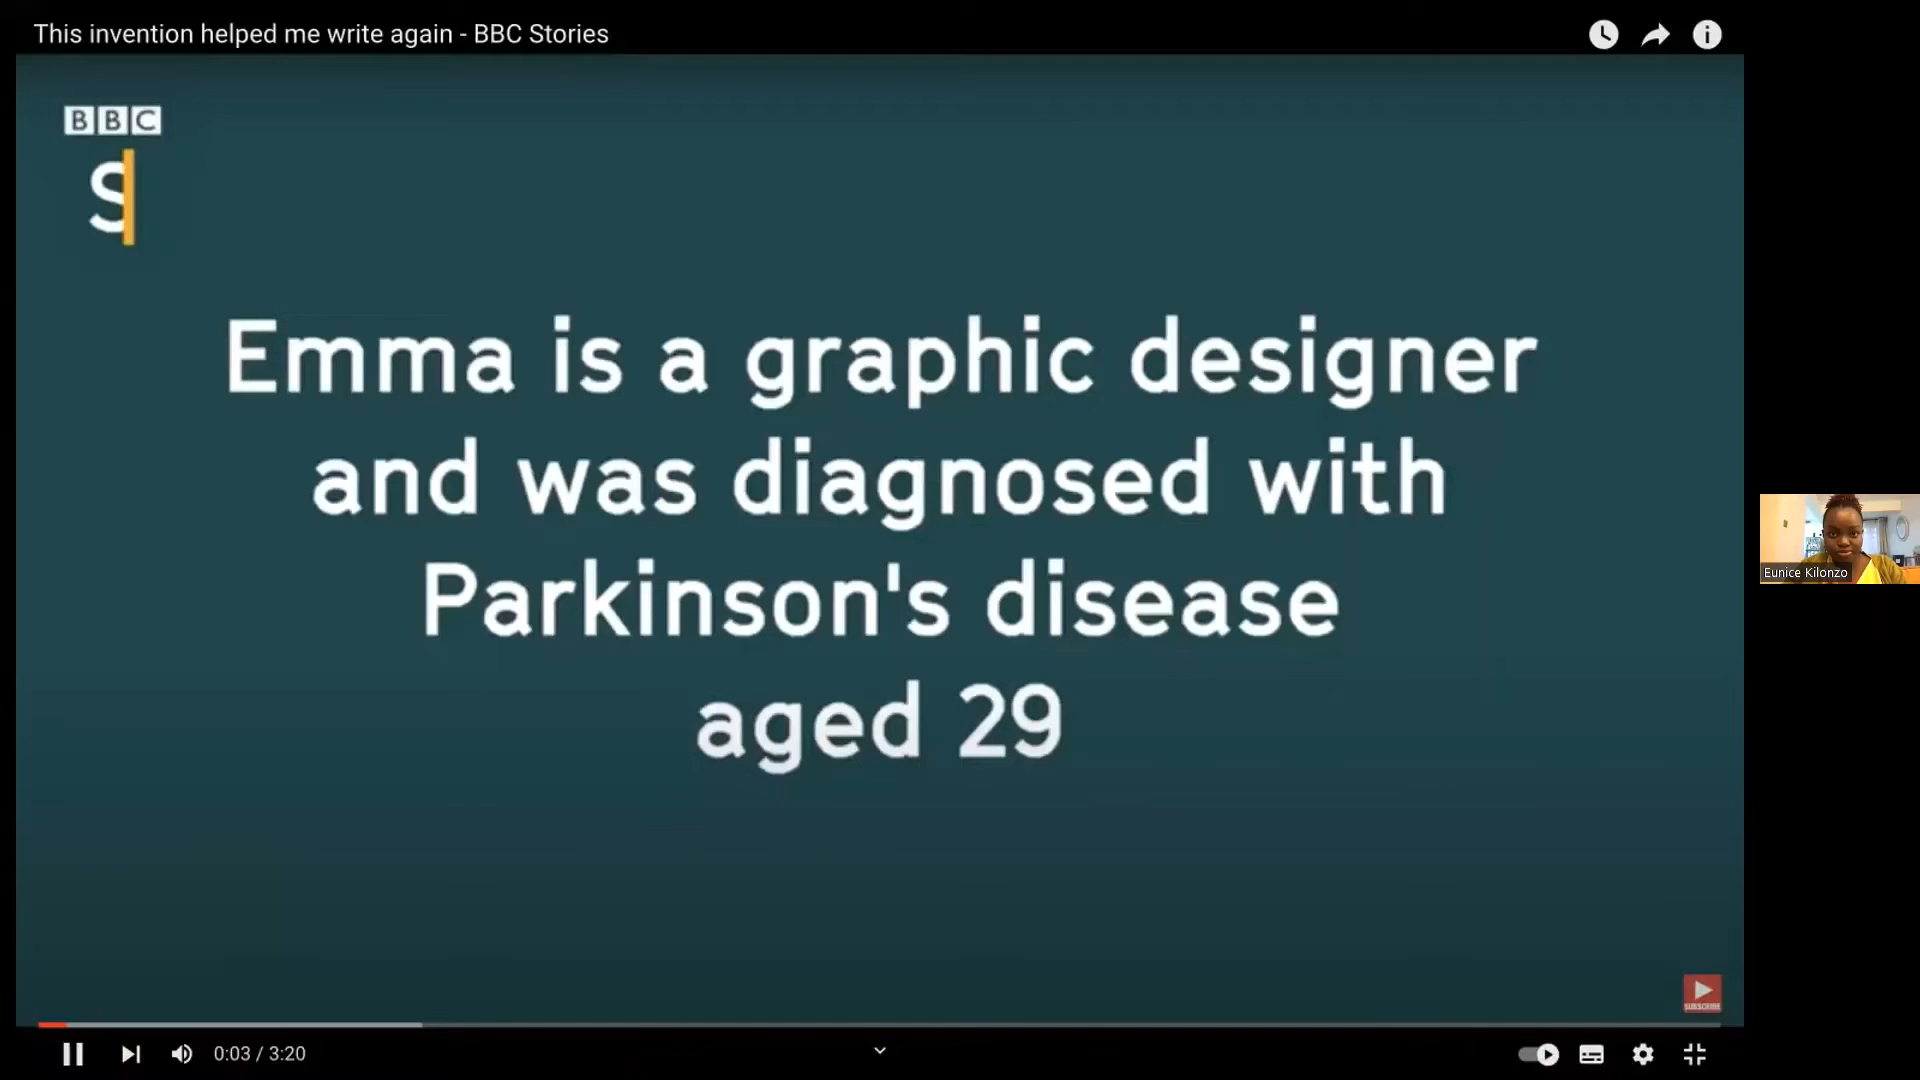 This invention helped me write again - BBC Stories
BBC
S
Emma is a graphic designer
and was diagnosed with
Parkinson's disease
aged 29
Eunice Kilonzo
SUBSCRIBE
0:03 / 3:20